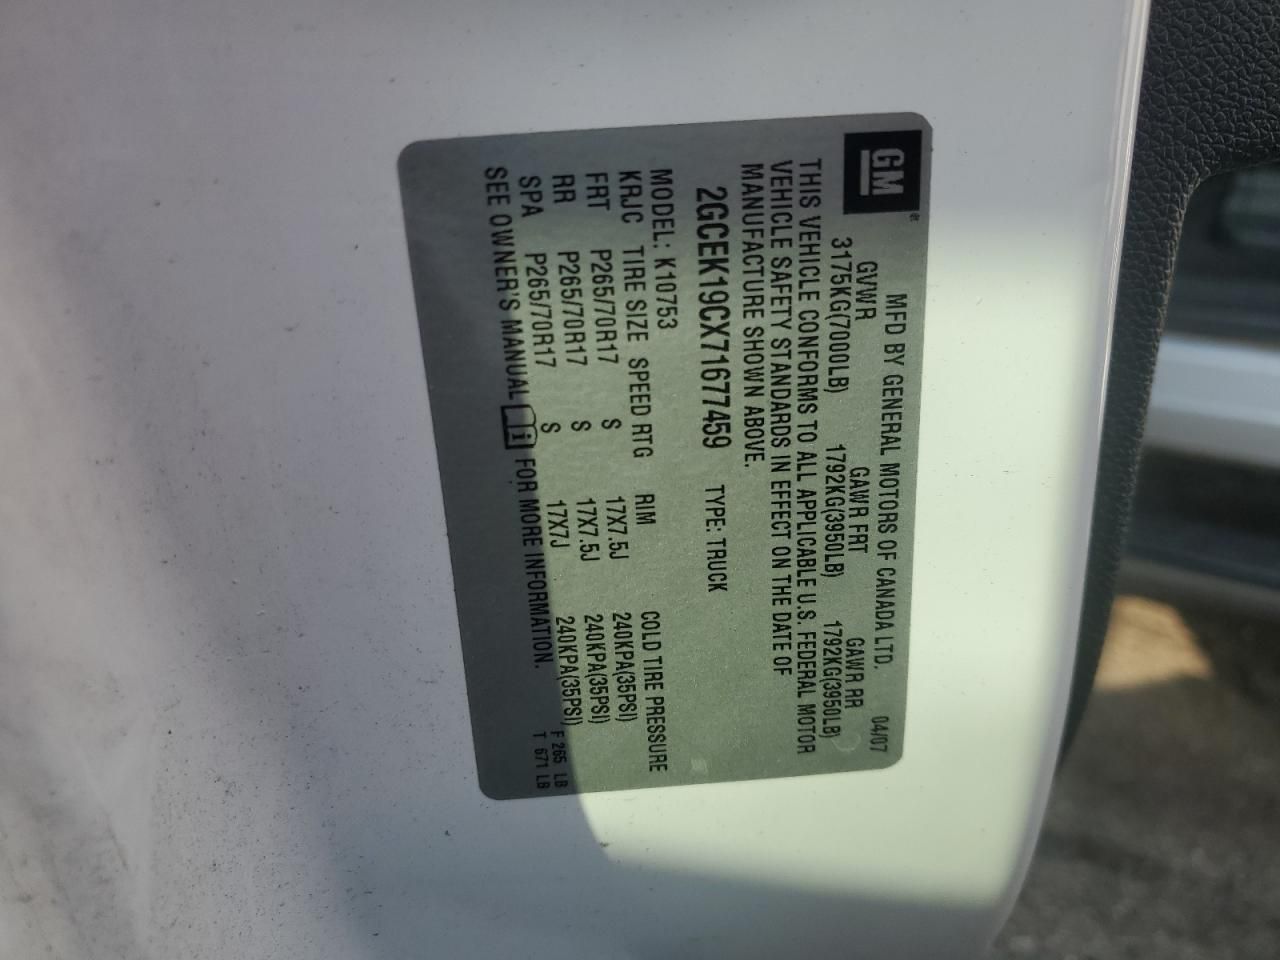 GM
MFD BY GENERAL MOTORS OF CANADA LTD. 04/07
GVWR GAWR FRT GAWR RR
3175KG(7000LB) 1792KG(3950LB) 1792KG(3950LB)
THIS VEHICLE CONFORMS TO ALL APPLICABLE U.S. FEDERAL MOTOR
VEHICLE SAFETY STANDARDS IN EFFECT ON THE DATE OF
MANUFACTURE SHOWN ABOVE.
2GCEK19CX71677459 TYPE: TRUCK
MODEL: K10753
KRJC TIRE SIZE SPEED RTG RIM COLD TIRE PRESSURE
FRT P265/70R17 S 17X7.5J 240KPA(35PSI)
RR P265/70R17 S 17X7.5J 240KPA(35PSI)
SPA P265/70R17 S 17X7J 240KPA(35PSI)
SEE OWNER'S MANUAL i FOR MORE INFORMATION.
F 265 LB
T 671 LB